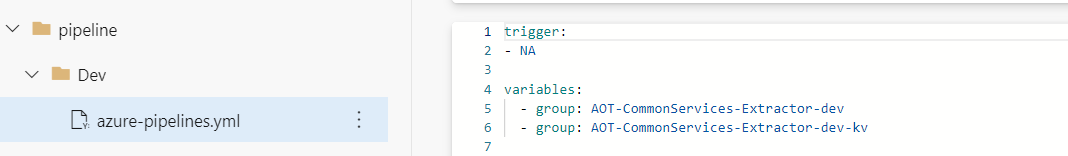 pipeline
Dev
azure-pipelines.yml
1 trigger:
2 - NA
3
4 variables:
5 - group: AOT-CommonServices-Extractor-dev
6 - group: AOT-CommonServices-Extractor-dev-kv
7